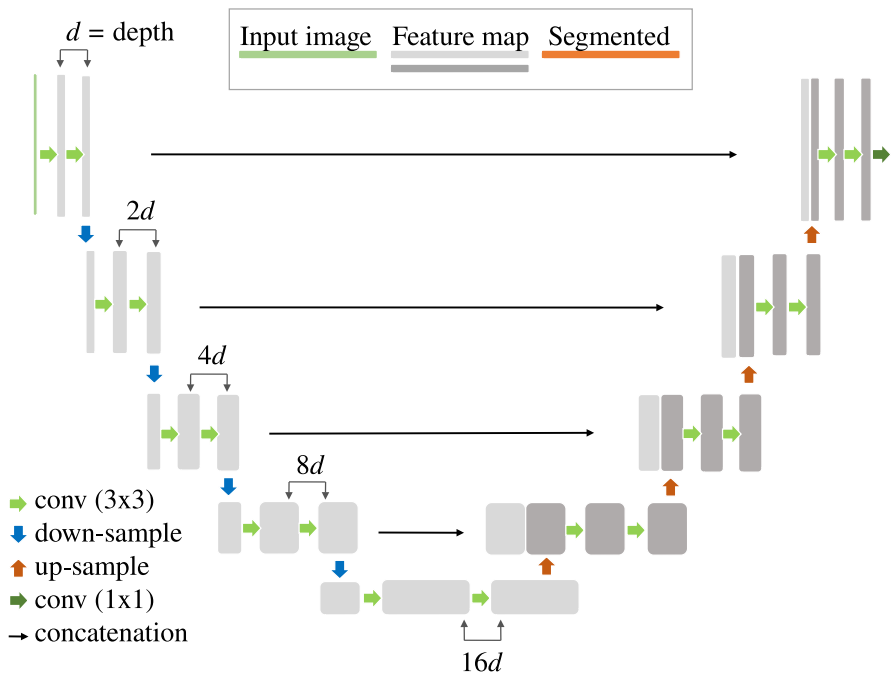 d = depth
Input image Feature map Segmented
2d
4d
8d
16d
conv (3x3)
down-sample
up-sample
conv (1x1)
concatenation